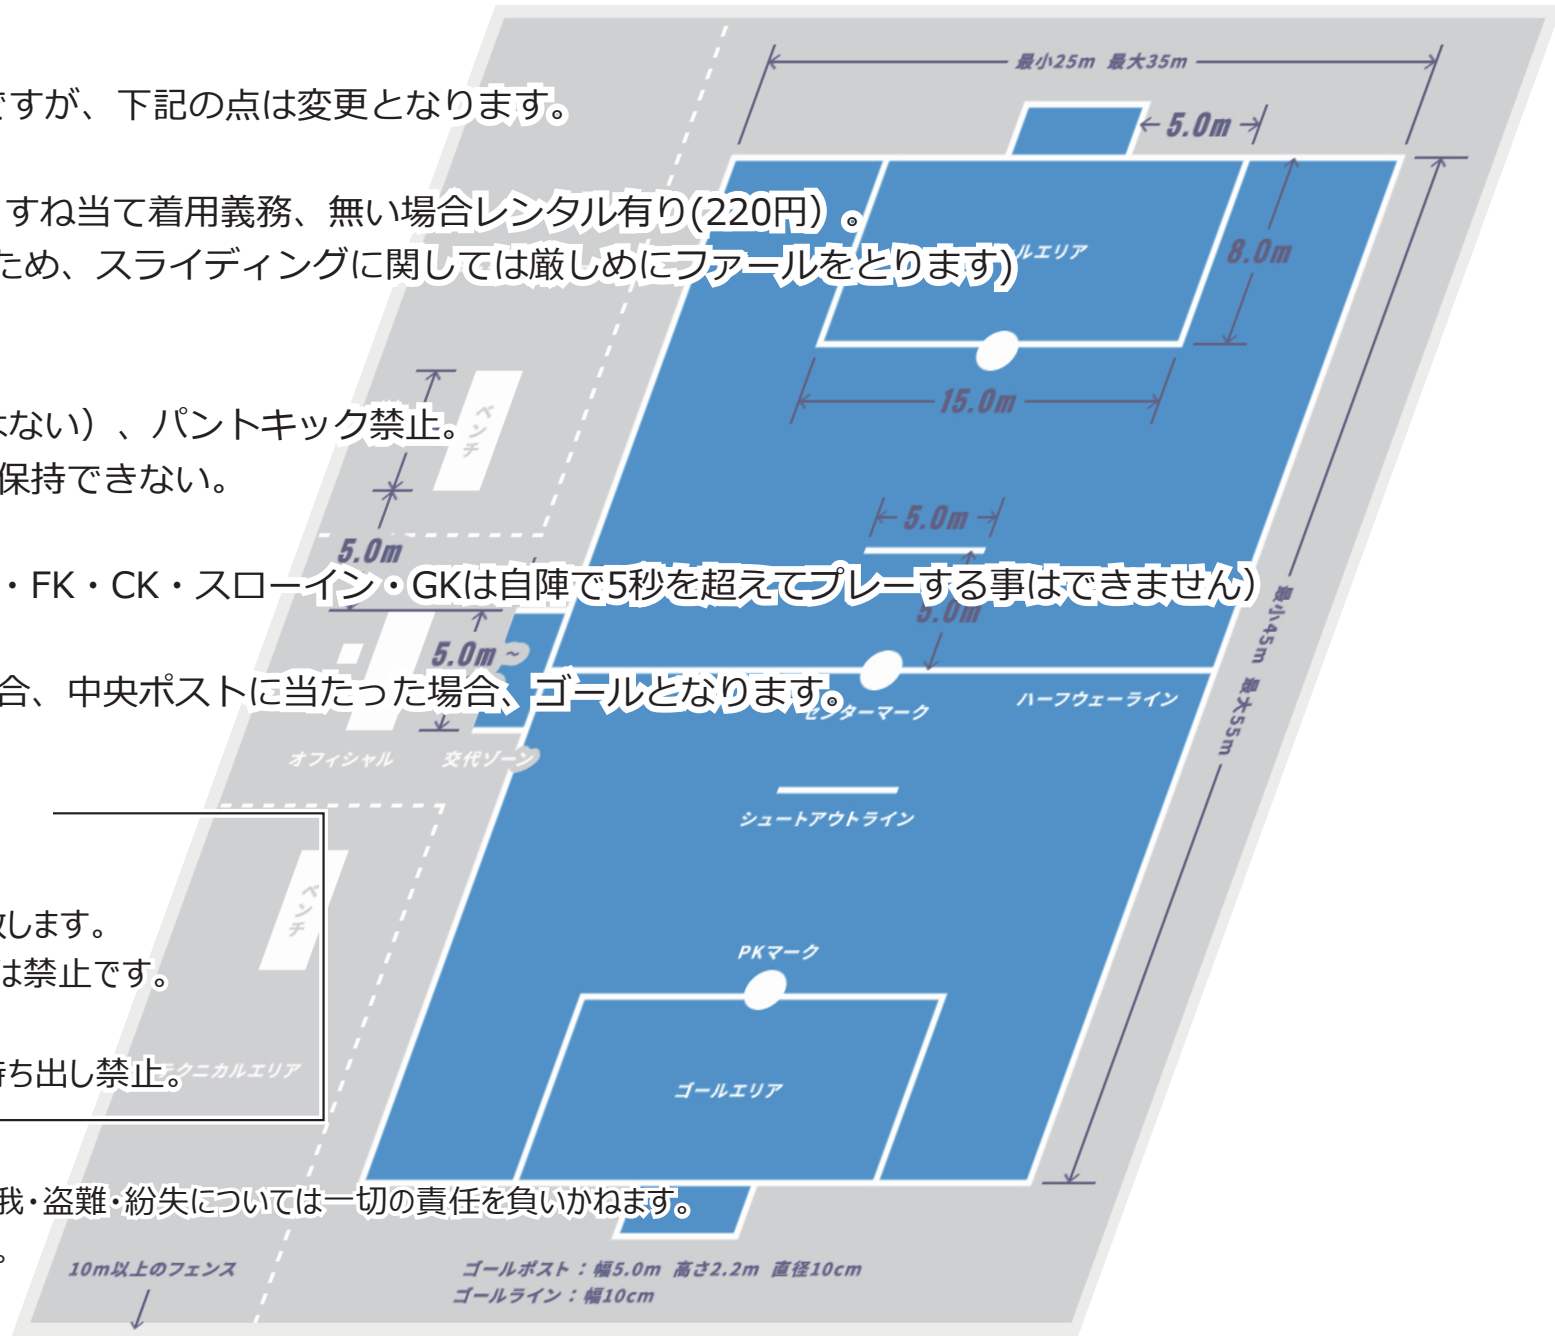 最小25m 最大35m
ですが、下記の点は変更となります。
5.0m
すね当て着用義務、無い場合レンタル有り(220円）。
ため、スライディングに関しては厳しめにファールをとります)
ルエリア
8.0m
15.0m
ベンチ
はない）、パントキック禁止。
保持できない。
5.0m
5.0m
・FK・CK・スローイン・GKは自陣で5秒を超えてプレーする事はできません）
5.0m
最小45m 最大55m
5.0m ~
合、中央ポストに当たった場合、ゴールとなります。
センターマーク
ハーフウェーライン
オフィシャル
交代ゾーン
シュートアウトライン
ベンチ
します。
は禁止です。
PKマーク
持ち出し禁止。
テクニカルエリア
ゴールエリア
我・盗難・紛失については一切の責任を負いかねます。
。
10m以上のフェンス
ゴールポスト：幅5.0m 高さ2.2m 直径10cm
ゴールライン：幅10cm